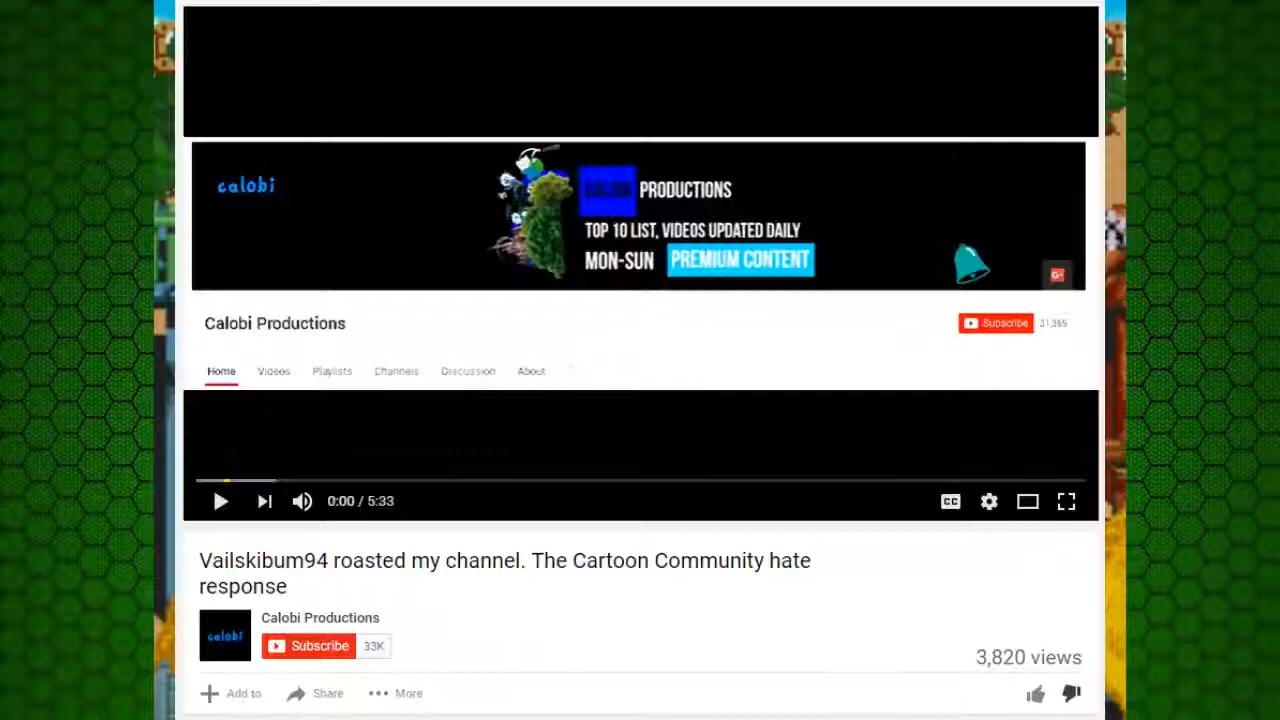 calobi
CALOBI PRODUCTIONS
TOP 10 LIST, VIDEOS UPDATED DAILY
MON-SUN PREMIUM CONTENT
G+
Calobi Productions
Subscribe
Home Videos Playlists Channels Discussion About
0:00 / 5:33
CC
Vailskibum94 roasted my channel. The Cartoon Community hate
response
calobi
Calobi Productions
Subscribe 33K
3,820 views
Add to Share More